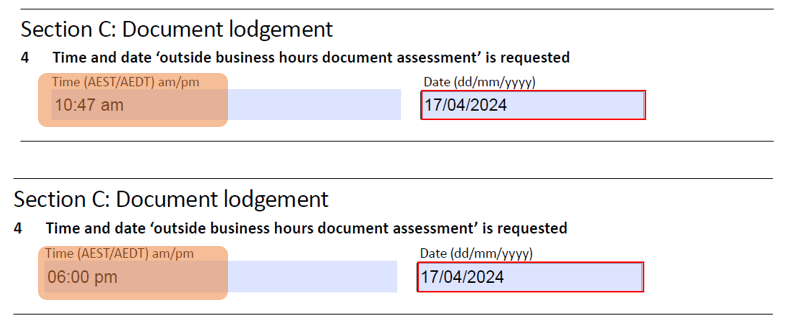 Section C: Document lodgement
4 Time and date ‘outside business hours document assessment’ is requested
Time (AEST/AEDT) am/pm Date (dd/mm/yyyy)
10:47 am 17/04/2024
Section C: Document lodgement
4 Time and date ‘outside business hours document assessment’ is requested
Time (AEST/AEDT) am/pm Date (dd/mm/yyyy)
06:00 pm 17/04/2024